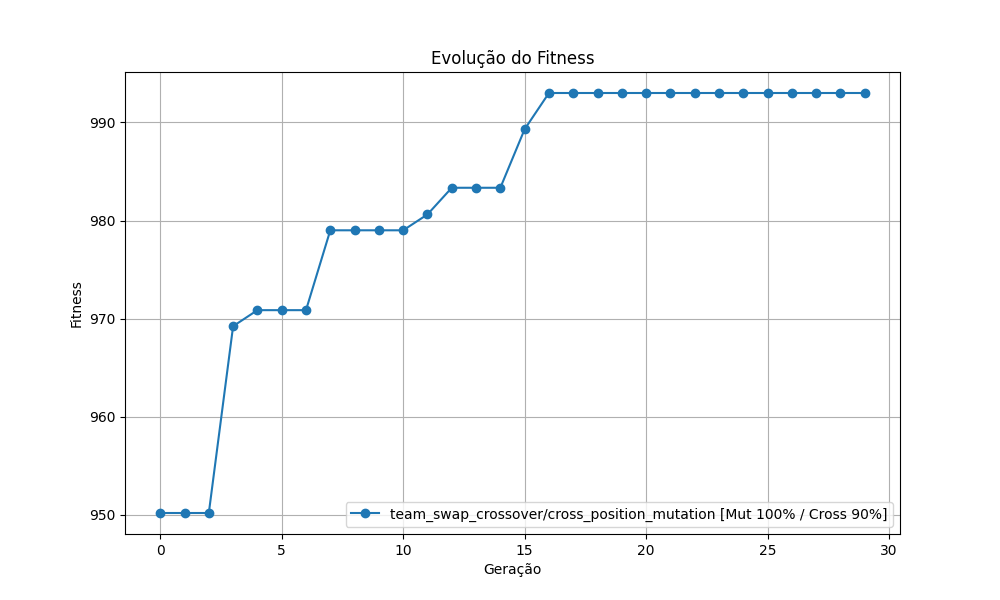 Evolução do Fitness
Fitness
990
980
970
960
950
team_swap_crossover/cross_position_mutation [Mut 100% / Cross 90%]
0 5 10 15 20 25 30
Geração